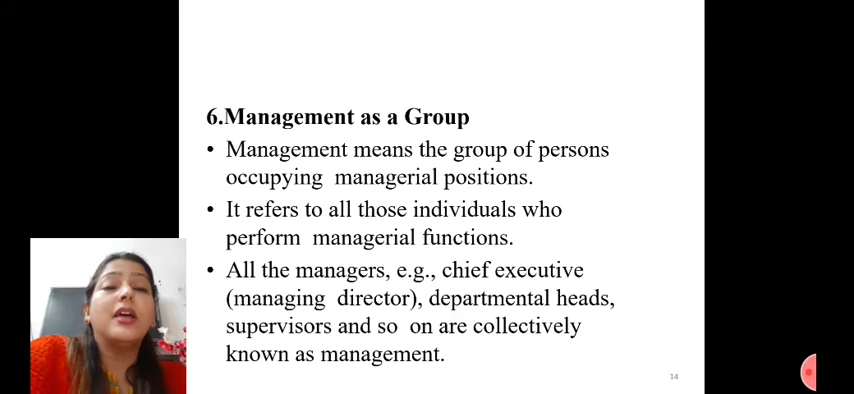 6.Management as a Group
• Management means the group of persons
occupying  managerial positions.
• It refers to all those individuals who
perform  managerial functions.
• All the managers, e.g., chief executive
(managing  director), departmental heads,
supervisors and so  on are collectively
known as management.
14